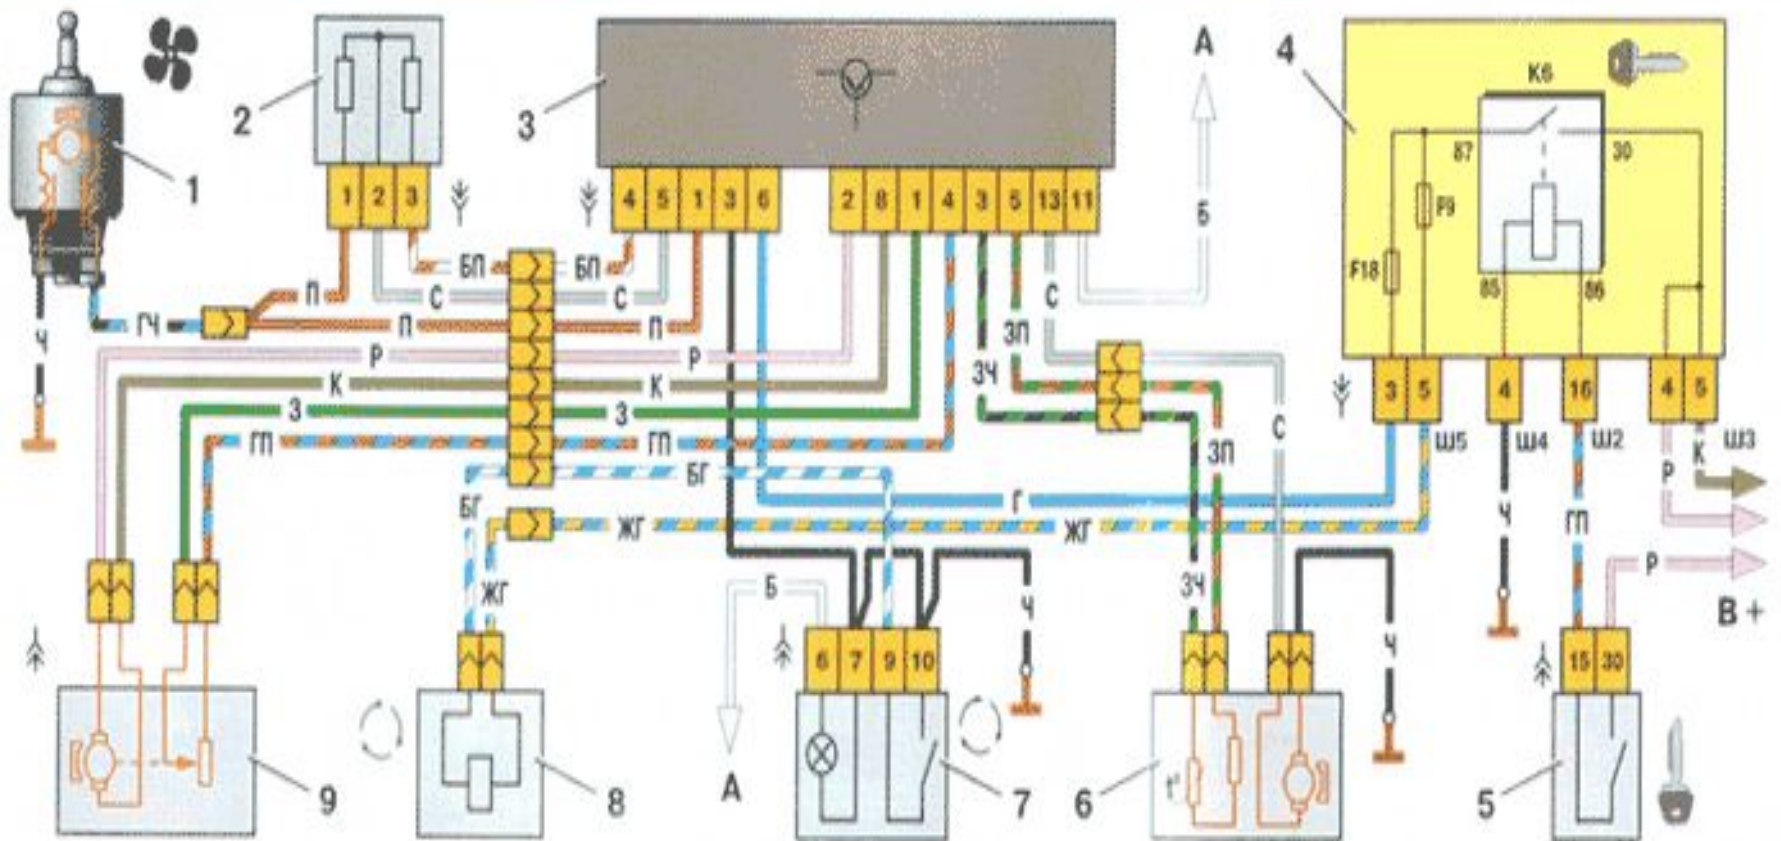 А
4
К6
2
3
1
87
30
F9
F18
85
86
1 2 3
4 5 1 3 6
2 8 1 4 3 5 13 11
Б
БП
БП
С
С
П
П
П
ГЧ
Ч
С
ЗП
ЗЧ
Р
Р
К
К
З
З
ГП
ГП
БГ
БГ
ЖГ
ЖГ
ЖГ
Г
3 5
4
16
4 5
Ш5
Ш4
Ш2
Ш3
Р
К
ЗП
С
ЗЧ
Ч
ГП
Р
В +
Б
Ч
Ч
6 7 9 10
15 30
А
t°
9
8
7
6
5